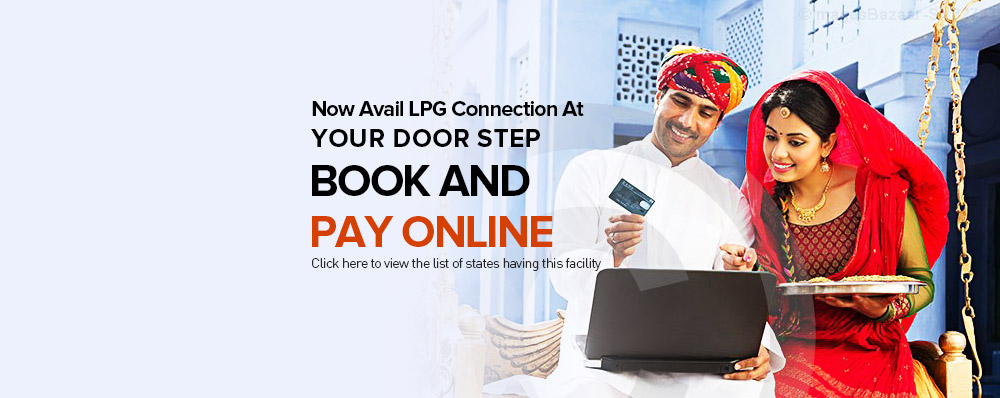 Now Avail LPG Connection At
YOUR DOOR STEP
BOOK AND
PAY ONLINE
Click here to view the list of states having this facility